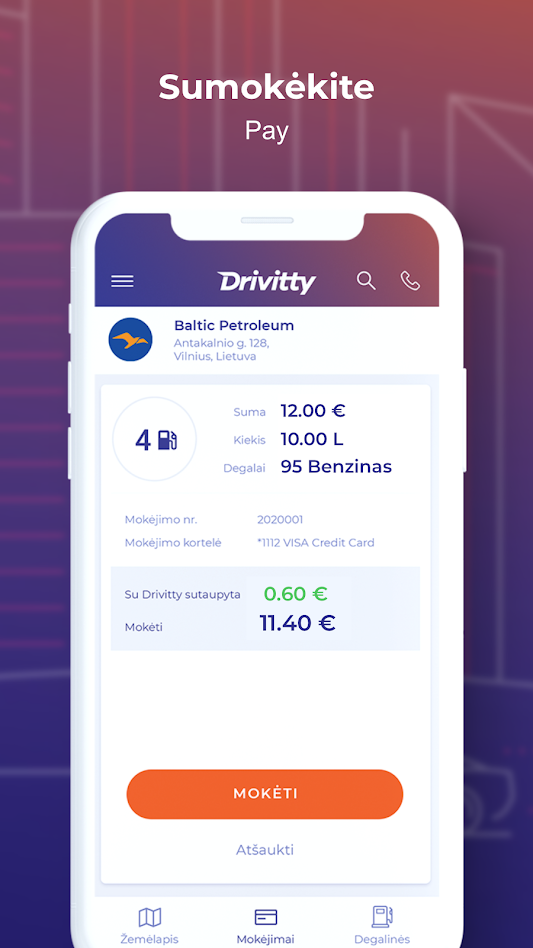 Sumokėkite
Pay
Drivitty
Baltic Petroleum
Antakalnio g. 128,
Vilnius, Lietuva
4
Suma 12.00 €
Kiekis 10.00 L
Degalai 95 Benzinas
Mokėjimo nr. 2020001
Mokėjimo kortelė *1112 VISA Credit Card
Su Drivitty sutaupyta 0.60 €
Mokėti 11.40 €
MOKĖTI
Atšaukti
Žemėlapis Mokėjimai Degalinės